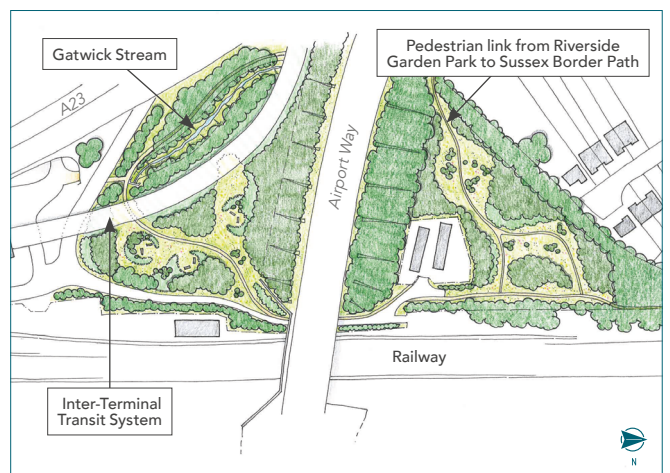 Gatwick Stream
Pedestrian link from Riverside
Garden Park to Sussex Border Path
A23
Airport Way
Railway
Inter-Terminal
Transit System
N